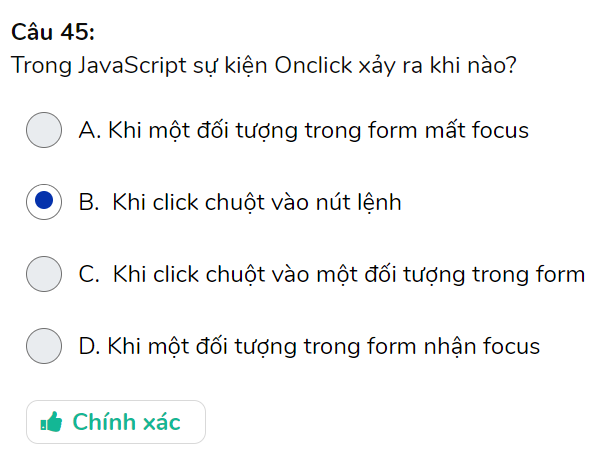 Câu 45:
Trong JavaScript sự kiện Onclick xảy ra khi nào?
A. Khi một đối tượng trong form mất focus
B. Khi click chuột vào nút lệnh
C. Khi click chuột vào một đối tượng trong form
D. Khi một đối tượng trong form nhận focus
Chính xác